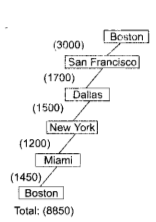 Boston
(3000)
San Francisco
(1700)
Dallas
(1500)
New York
(1200)
Miami
(1450)
Boston
Total: (8850)